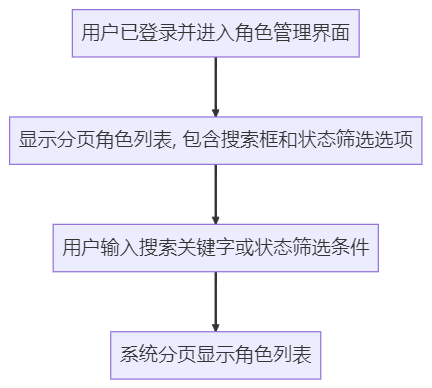 用户已登录并进入角色管理界面
显示分页角色列表, 包含搜索框和状态筛选选项
用户输入搜索关键字或状态筛选条件
系统分页显示角色列表